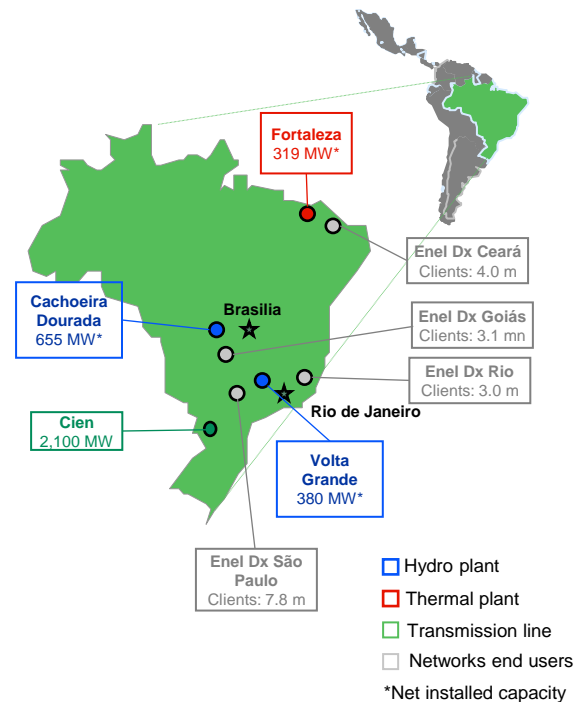 Fortaleza
319 MW*
Enel Dx Ceará
Clients: 4.0 m
Cachoeira
Dourada
655 MW*
Brasilia
Enel Dx Goiás
Clients: 3.1 mn
Enel Dx Rio
Clients: 3.0 m
Rio de Janeiro
Cien
2,100 MW
Volta
Grande
380 MW*
Enel Dx São
Paulo
Clients: 7.8 m
Hydro plant
Thermal plant
Transmission line
Networks end users
*Net installed capacity